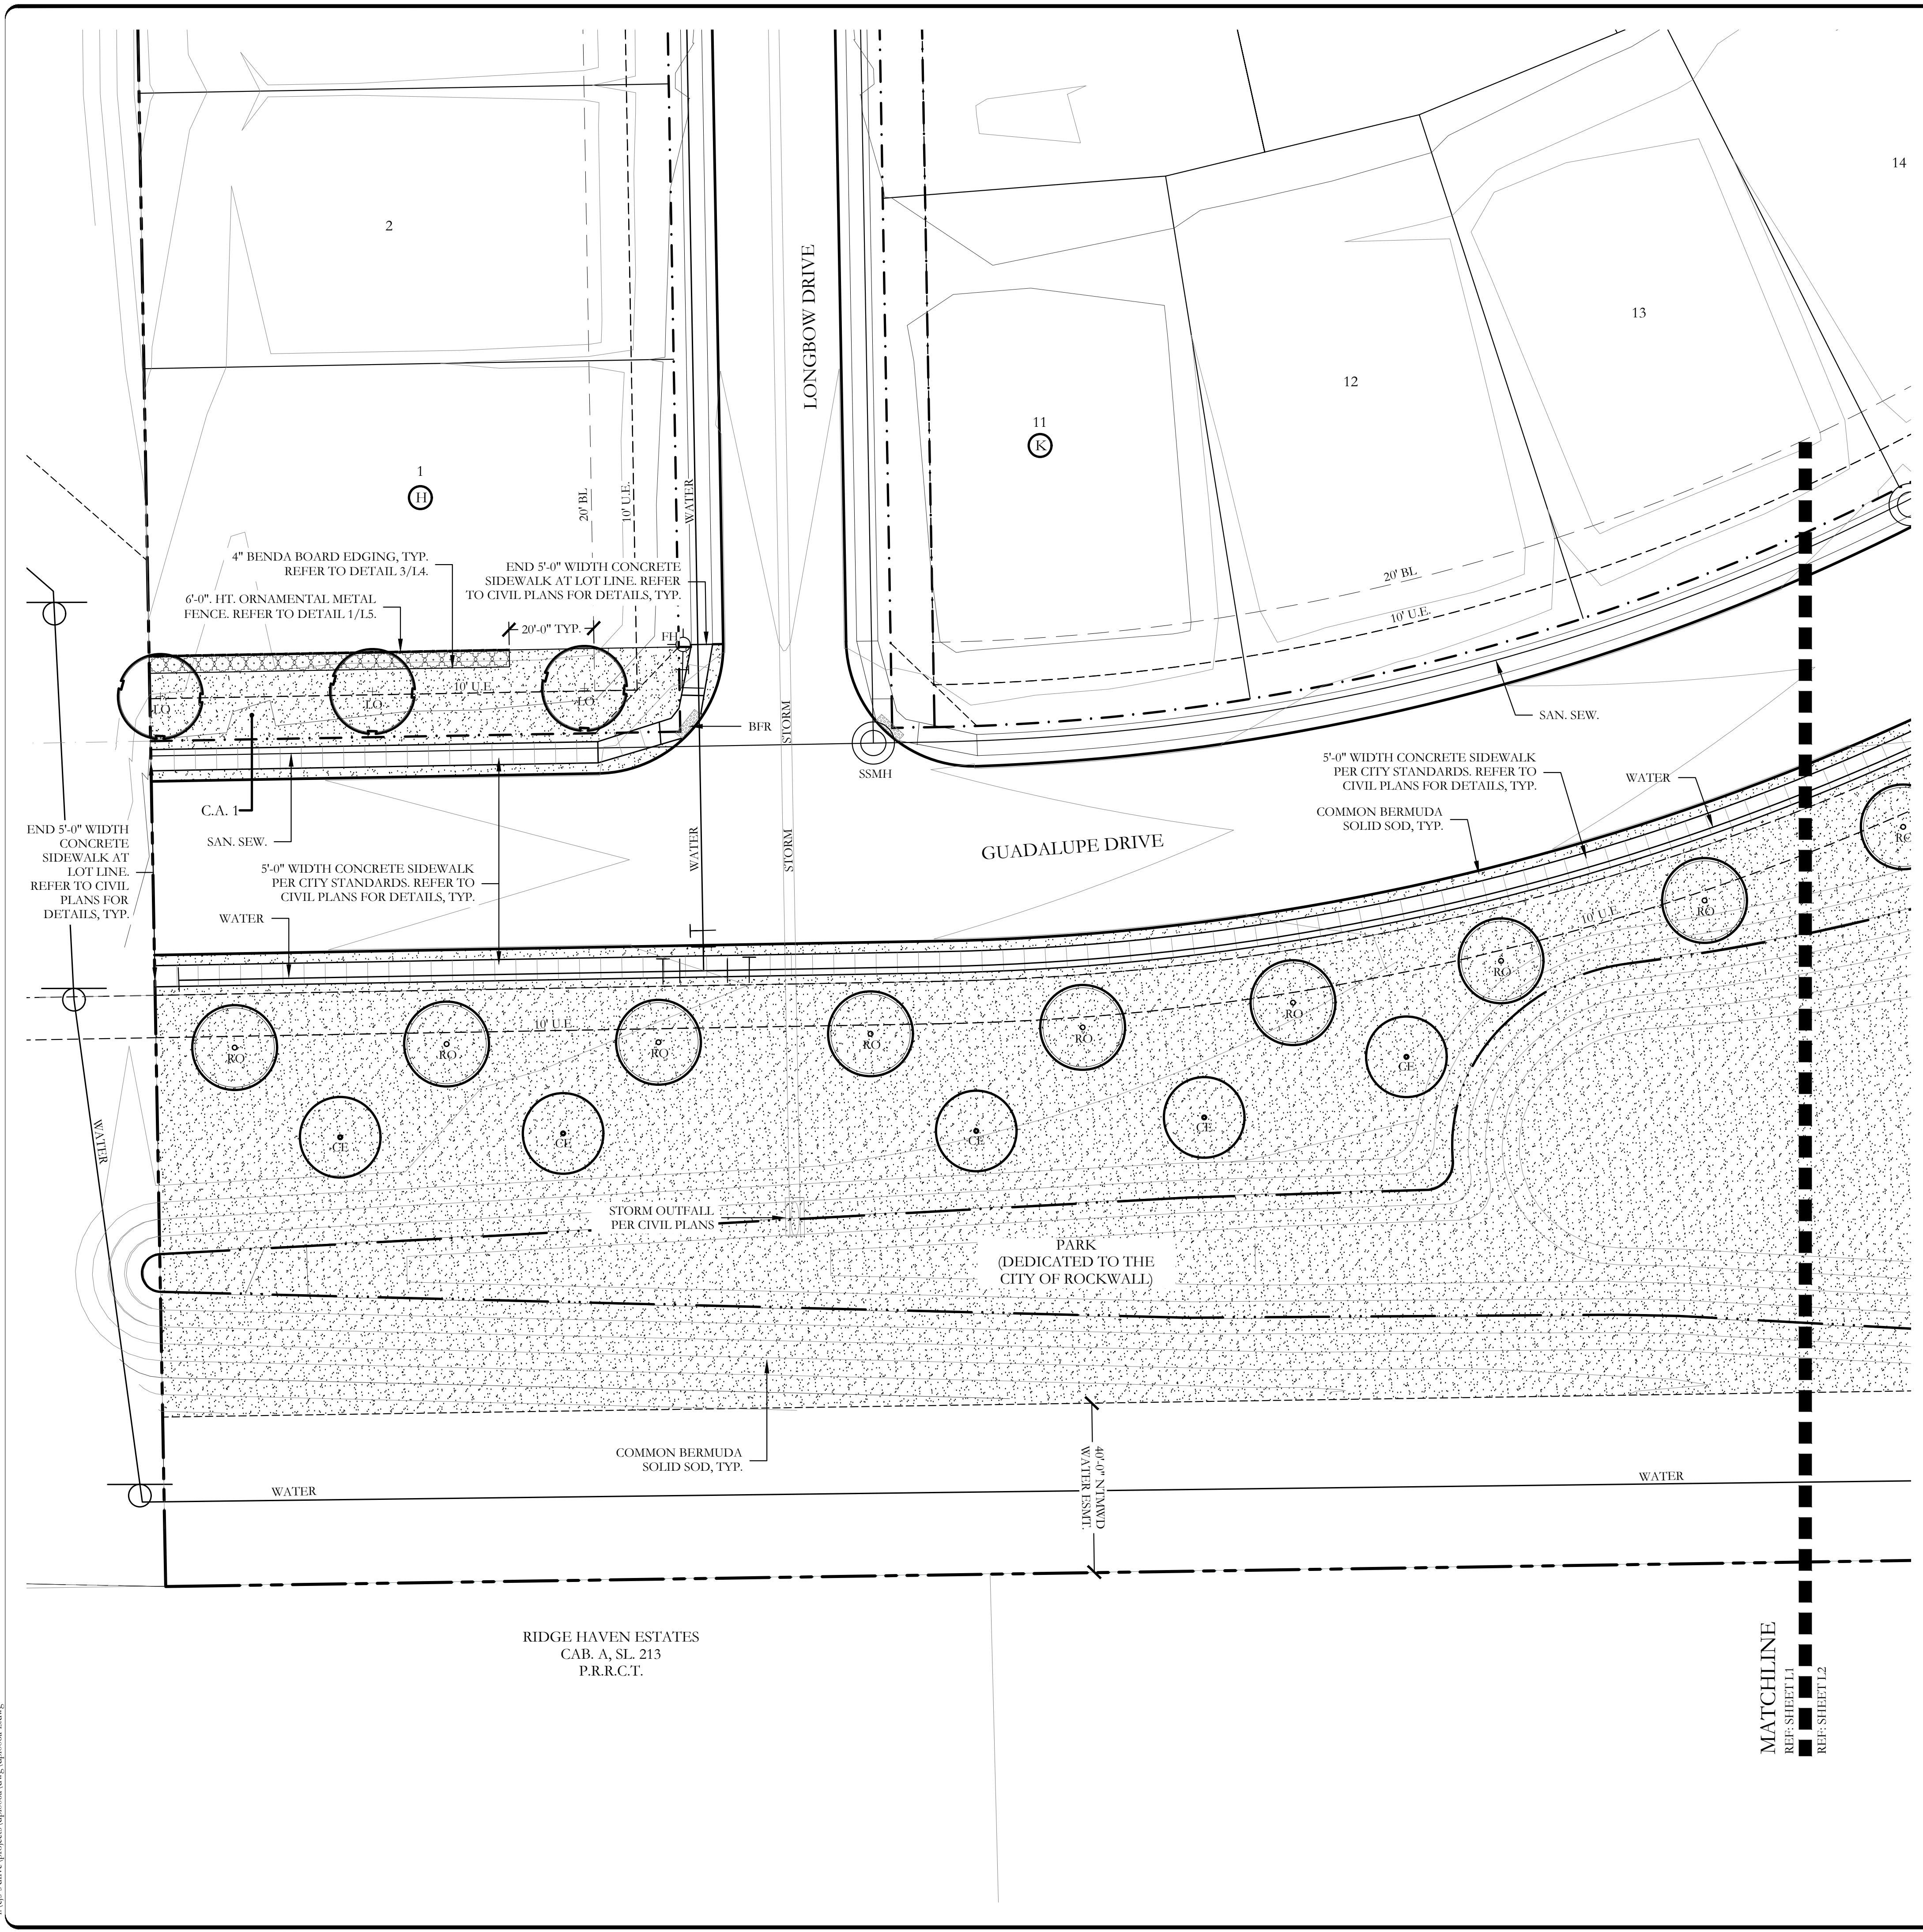 14
2
LONGBOW DRIVE
13
12
11
K
1
H
20' BL
10' U.E.
WATER
4" BENDA BOARD EDGING, TYP.
REFER TO DETAIL 3/L4.
END 5'-0" WIDTH CONCRETE
SIDEWALK AT LOT LINE. REFER
TO CIVIL PLANS FOR DETAILS, TYP.
6'-0". HT. ORNAMENTAL METAL
FENCE. REFER TO DETAIL 1/L5.
20'-0" TYP.
FH
20' BL
10' U.E.
10' U.E.
LO
LO
LO
STORM
BFR
SSMH
SAN. SEW.
C.A. 1
SAN. SEW.
END 5'-0" WIDTH
CONCRETE
SIDEWALK AT
LOT LINE.
REFER TO CIVIL
PLANS FOR
DETAILS, TYP.
5'-0" WIDTH CONCRETE SIDEWALK
PER CITY STANDARDS. REFER TO
CIVIL PLANS FOR DETAILS, TYP.
WATER
WATER
STORM
GUADALUPE DRIVE
5'-0" WIDTH CONCRETE SIDEWALK
PER CITY STANDARDS. REFER TO
CIVIL PLANS FOR DETAILS, TYP.
WATER
COMMON BERMUDA
SOLID SOD, TYP.
RO
RO
10' U.E.
RO
RO
RO
RO
RO
RO
RO
10' U.E.
CE
CE
CE
CE
CE
WATER
STORM OUTFALL
PER CIVIL PLANS
PARK
(DEDICATED TO THE
CITY OF ROCKWALL)
COMMON BERMUDA
SOLID SOD, TYP.
40'-0" NTMWD
WATER ESMT.
WATER
WATER
RIDGE HAVEN ESTATES
CAB. A, SL. 213
P.R.R.C.T.
MATCHLINE
REF: SHEET L1
REF: SHEET L2